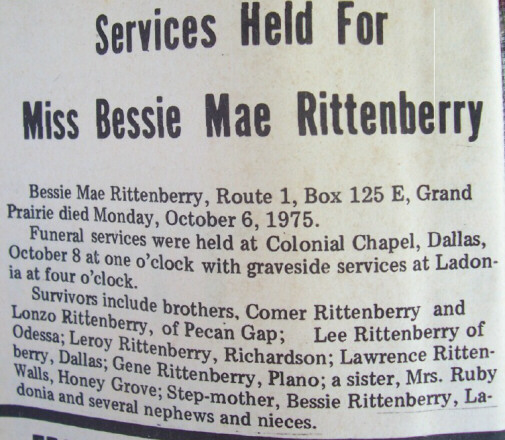 Services Held For
Miss Bessie Mae Rittenberry
Bessie Mae Rittenberry, Route 1, Box 125 E, Grand
Prairie died Monday, October 6, 1975.
Funeral services were held at Colonial Chapel, Dallas,
October 8 at one o'clock with graveside services at Ladon-
ia at four o'clock.
Survivors include brothers, Comer Rittenberry and
Lonzo Rittenberry, of Pecan Gap; Lee Rittenberry of
Odessa; Leroy Rittenberry, Richardson; Lawrence Ritten-
berry, Dallas; Gene Rittenberry, Plano; a sister, Mrs. Ruby
Walls, Honey Grove; Step-mother, Bessie Rittenberry, La-
donia and several nephews and nieces.